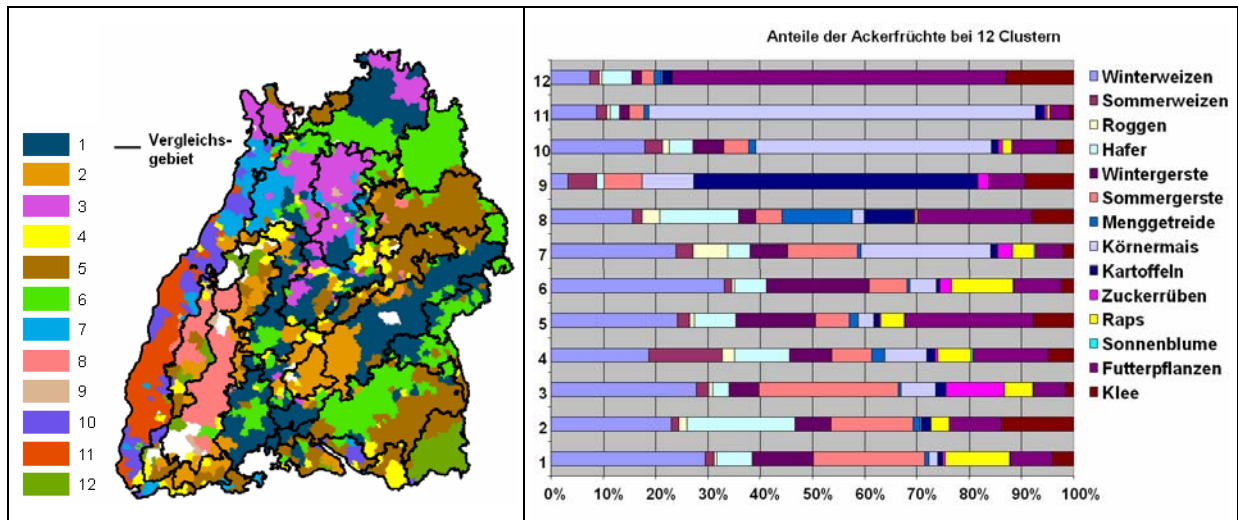 1
2
3
4
5
6
7
8
9
10
11
12
Vergleichs-
gebiet
Anteile der Ackerfrüchte bei 12 Clustern
12
11
10
9
8
7
6
5
4
3
2
1
0% 10% 20% 30% 40% 50% 60% 70% 80% 90% 100%
Winterweizen
Sommerweizen
Roggen
Hafer
Wintergerste
Sommergerste
Menggetreide
Körnermais
Kartoffeln
Zuckerrüben
Raps
Sonnenblume
Futterpflanzen
Klee